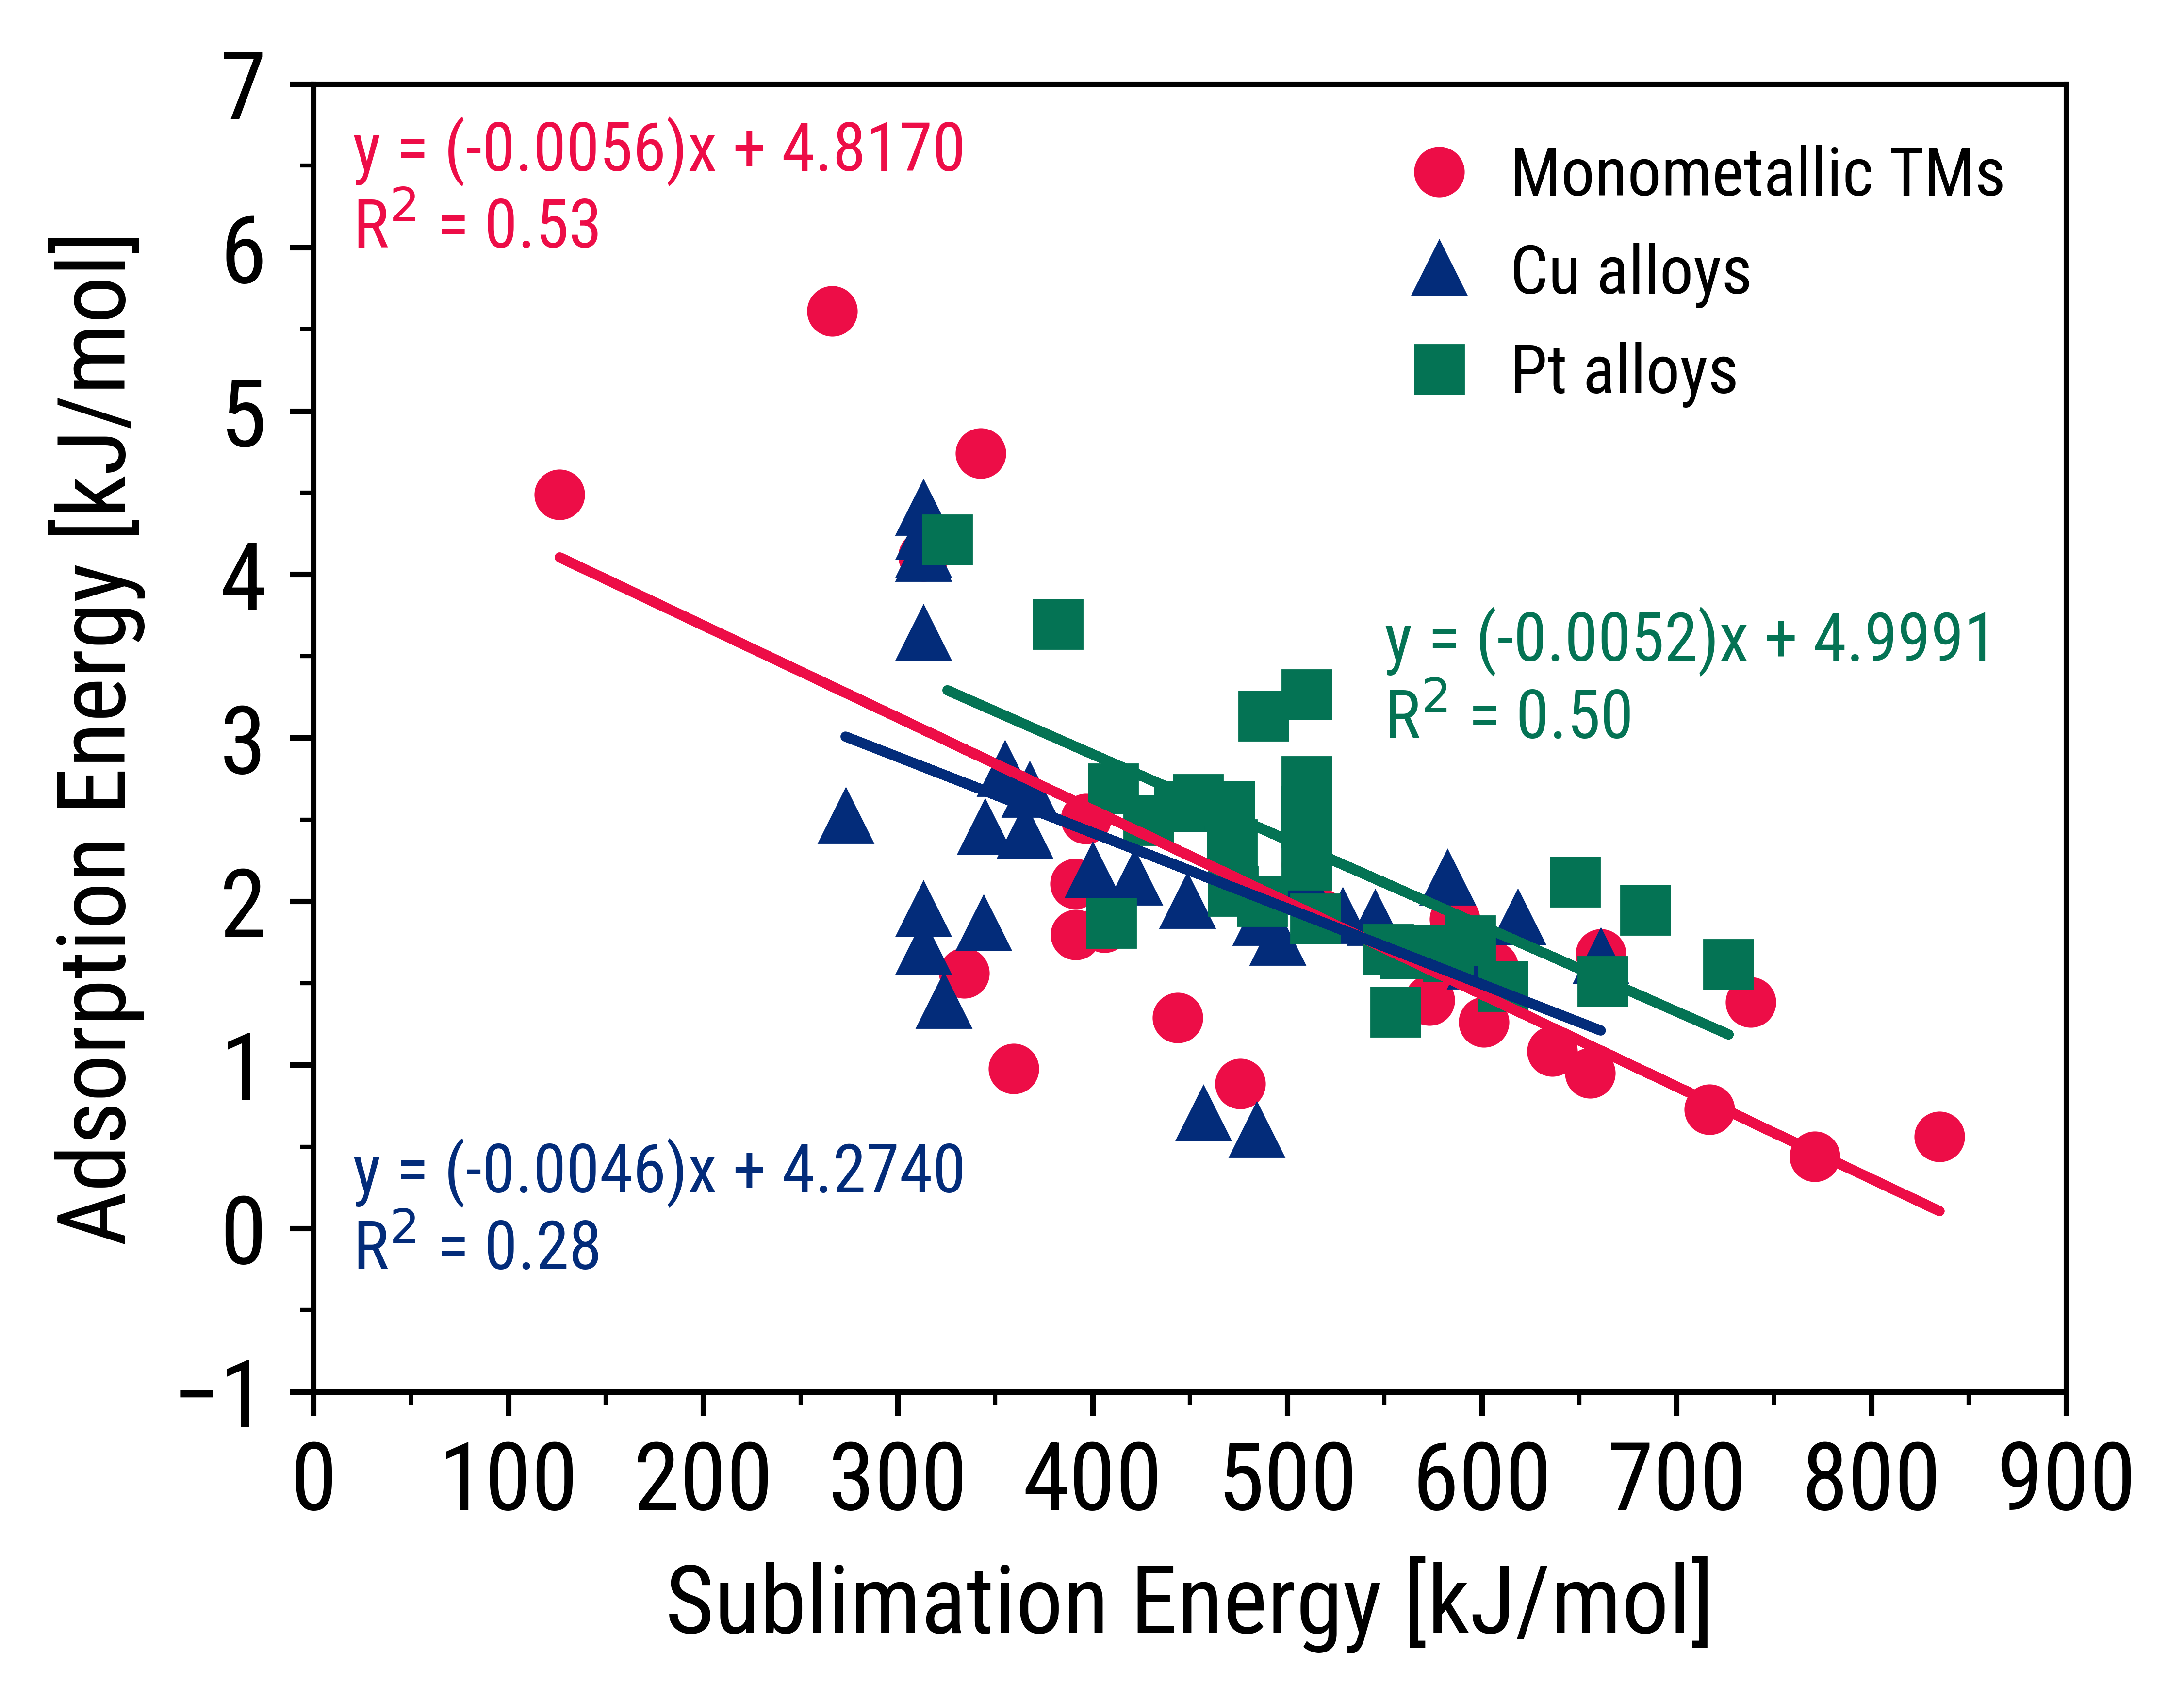 y = (-0.0056)x + 4.8170
R² = 0.53
Monometallic TMs
Cu alloys
Pt alloys
y = (-0.0052)x + 4.9991
R² = 0.50
y = (-0.0046)x + 4.2740
R² = 0.28
Adsorption Energy [kJ/mol]
7
6
5
4
3
2
1
0
−1
0 100 200 300 400 500 600 700 800 900
Sublimation Energy [kJ/mol]